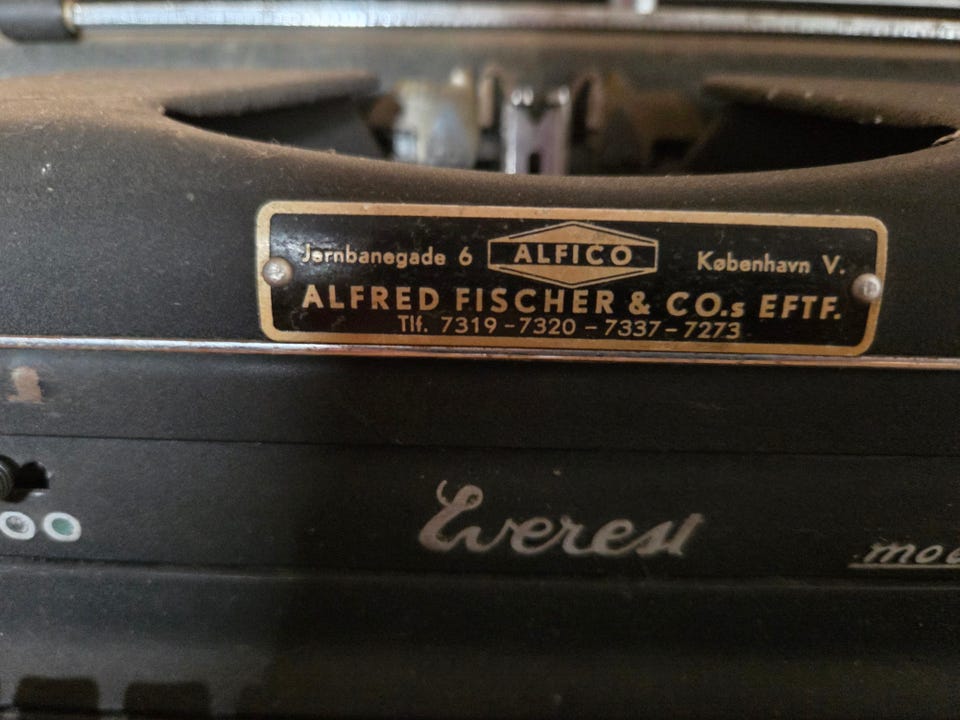 Jernbanegade 6 ALFICO København V.
ALFRED FISCHER & CO.s EFTF.
Tlf. 7319-7320-7337-7273
Everest